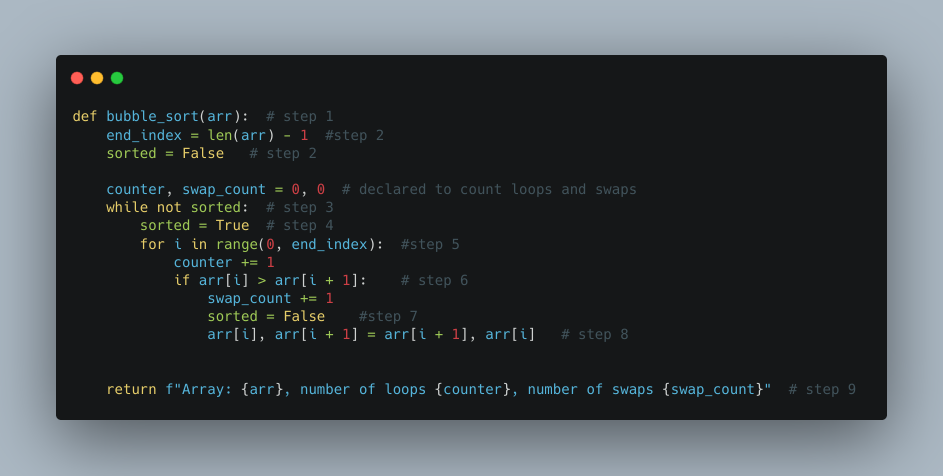 def bubble_sort(arr):  # step 1
    end_index = len(arr) - 1  #step 2
    sorted = False   # step 2

    counter, swap_count = 0, 0  # declared to count loops and swaps
    while not sorted:  # step 3
        sorted = True  # step 4
        for i in range(0, end_index):  #step 5
            counter += 1
            if arr[i] > arr[i + 1]:    # step 6
                swap_count += 1
                sorted = False    #step 7
                arr[i], arr[i + 1] = arr[i + 1], arr[i]   # step 8


    return f"Array: {arr}, number of loops {counter}, number of swaps {swap_count}"  # step 9